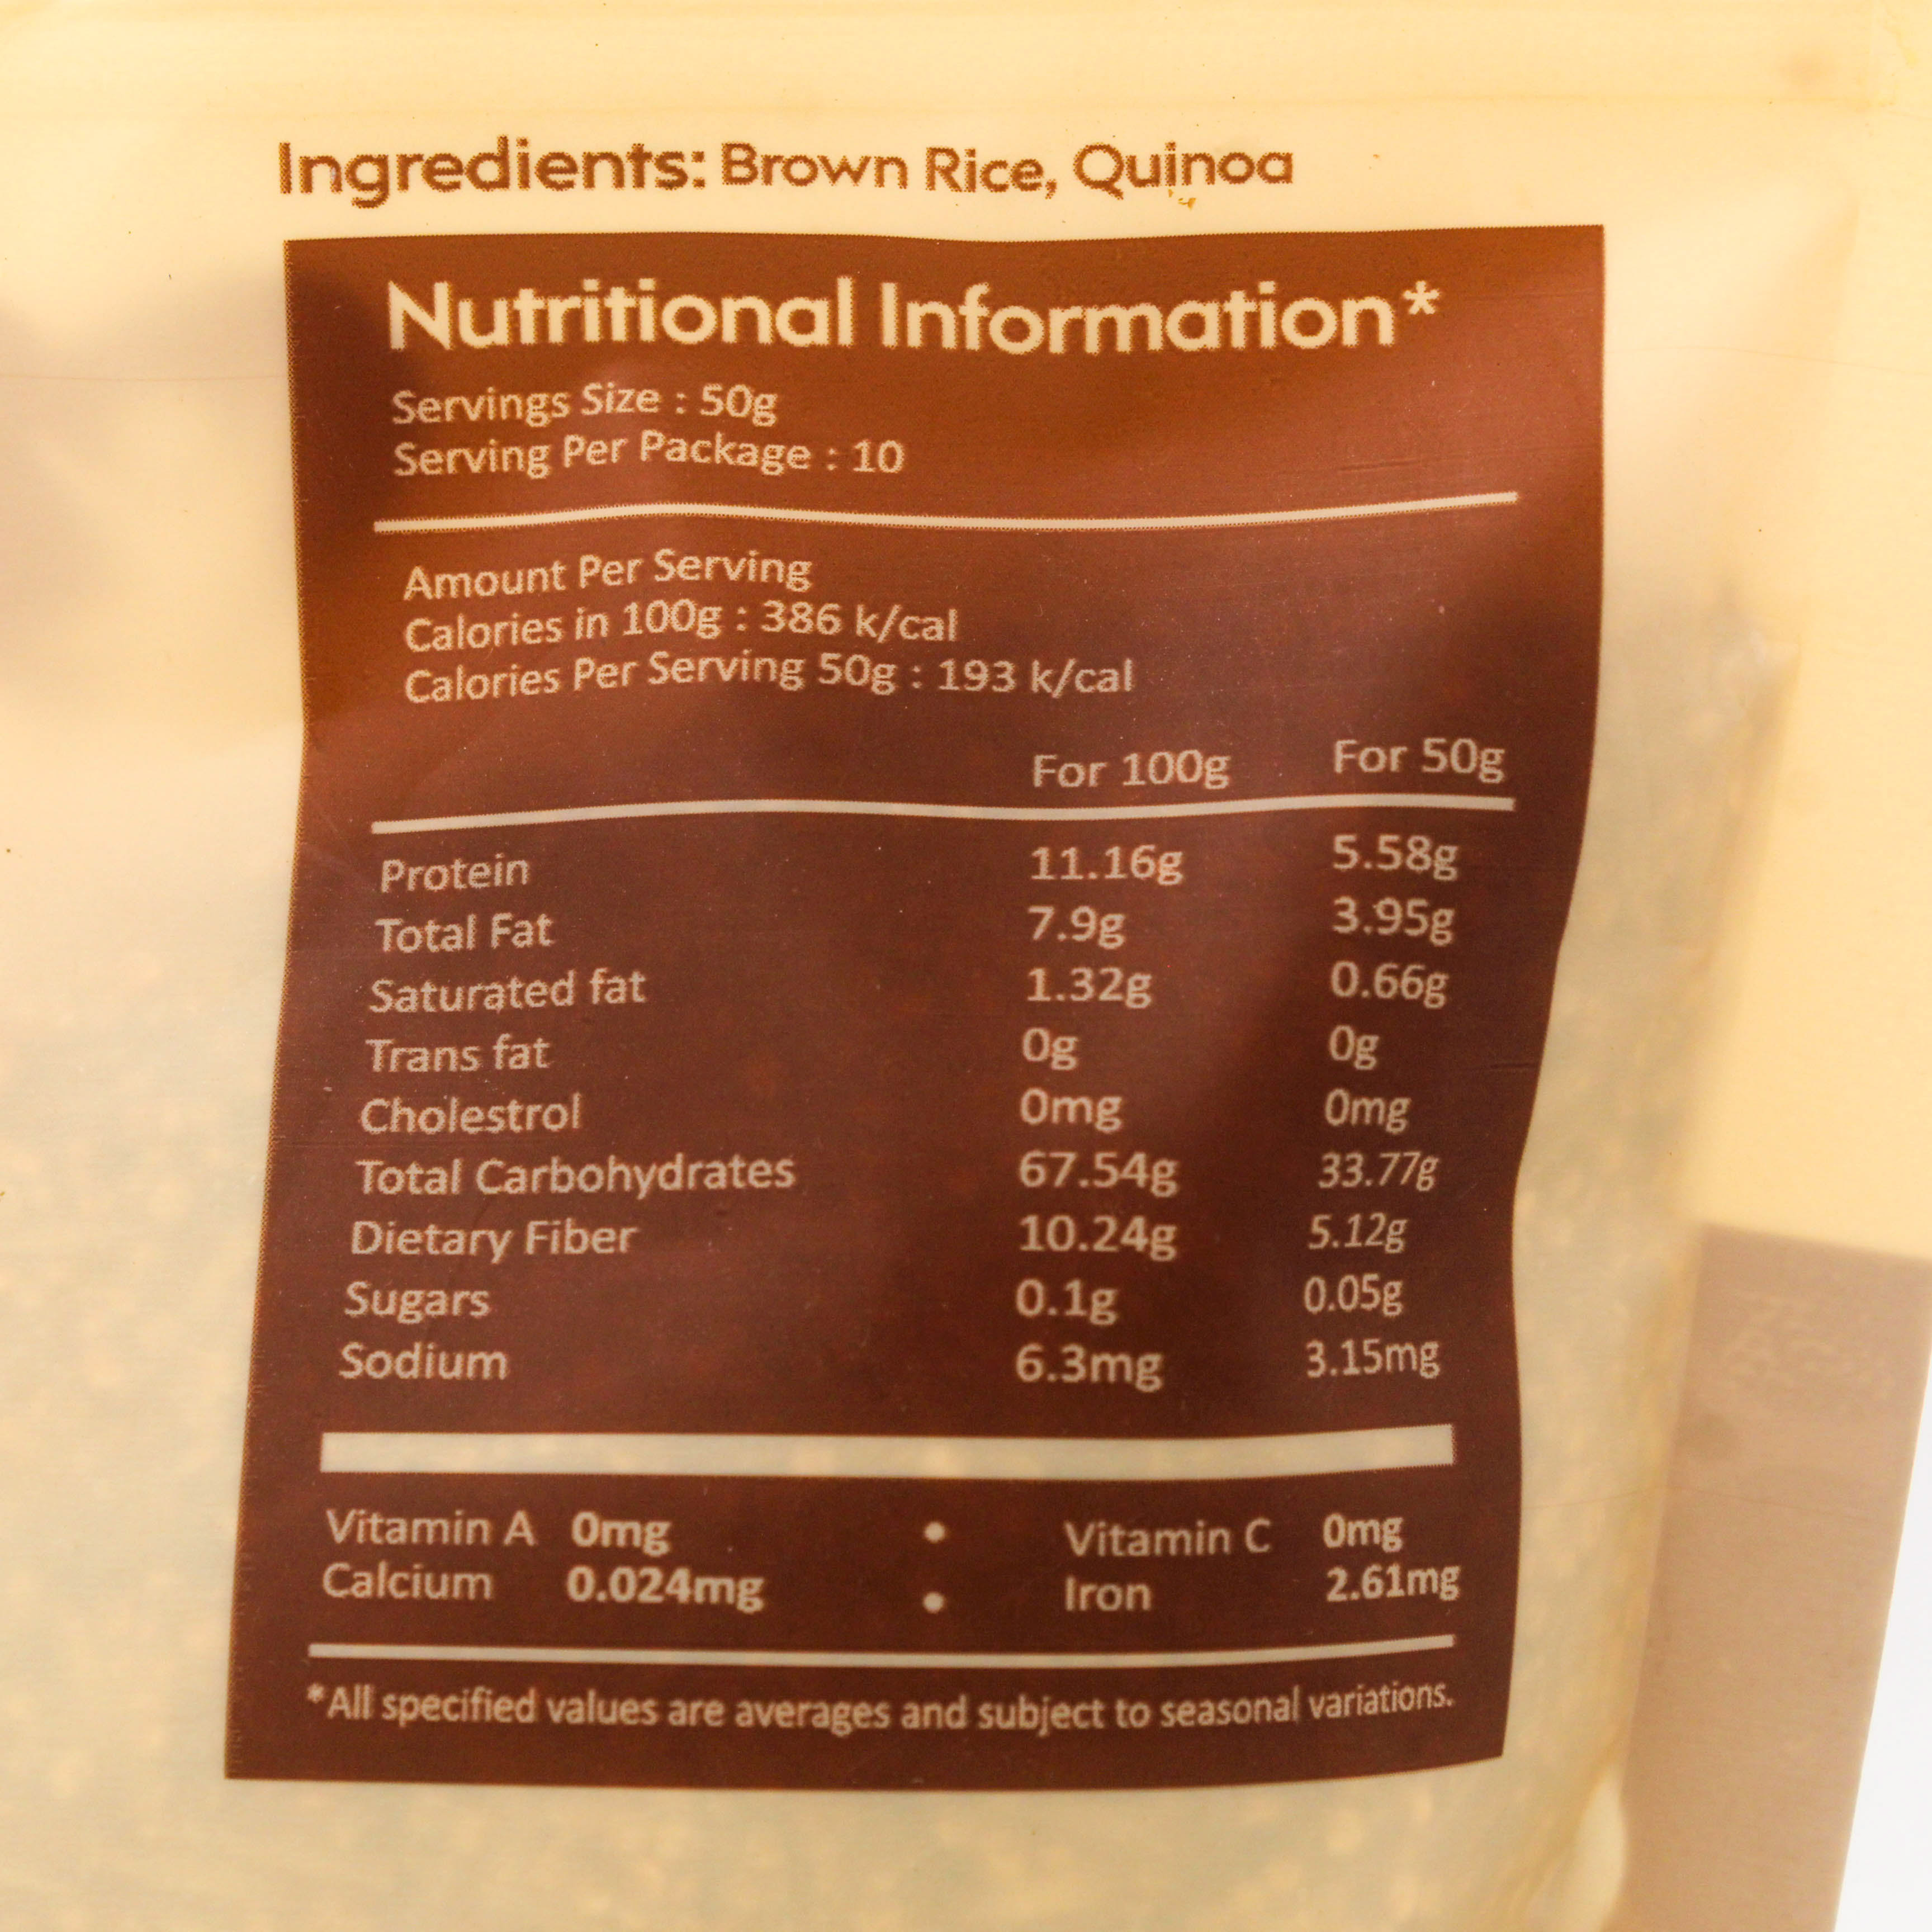 Ingredients: Brown Rice, Quinoa
Nutritional Information*
Servings Size : 50g
Serving Per Package : 10
Amount Per Serving
Calories in 100g : 386 k/cal
Calories Per Serving 50g : 193 k/cal
For 100g For 50g
Protein 11.16g 5.58g
Total Fat 7.9g 3.95g
Saturated fat 1.32g 0.66g
Trans fat 0g 0g
Cholestrol 0mg 0mg
Total Carbohydrates 67.54g 33.77g
Dietary Fiber 10.24g 5.12g
Sugars 0.1g 0.05g
Sodium 6.3mg 3.15mg
Vitamin A 0mg • Vitamin C 0mg
Calcium 0.024mg • Iron 2.61mg
*All specified values are averages and subject to seasonal variations.